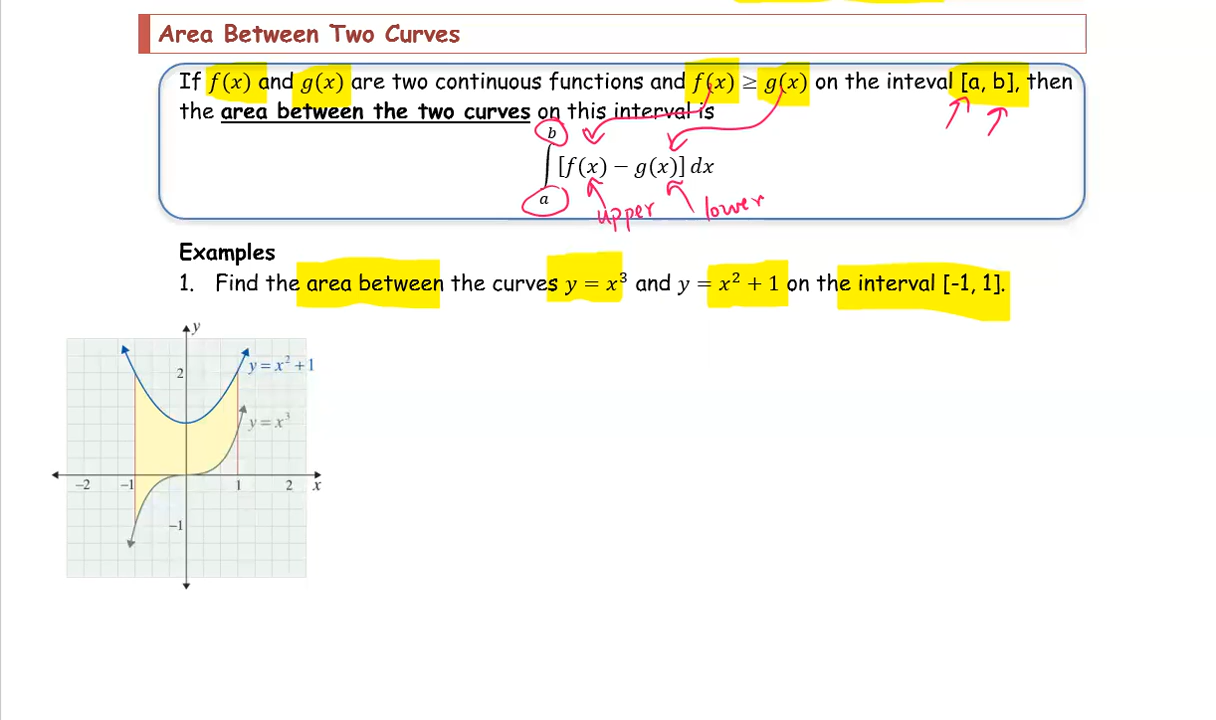 Area Between Two Curves
If f(x) and g(x) are two continuous functions and f(x) ≥ g(x) on the inteval [a, b], then
the area between the two curves on this interval is
b
∫ [f(x) − g(x)] dx
a
upper lower
Examples
1. Find the area between the curves y = x³ and y = x² + 1 on the interval [-1, 1].
y
y = x² + 1
2
y = x³
−2 −1 1 2 x
−1